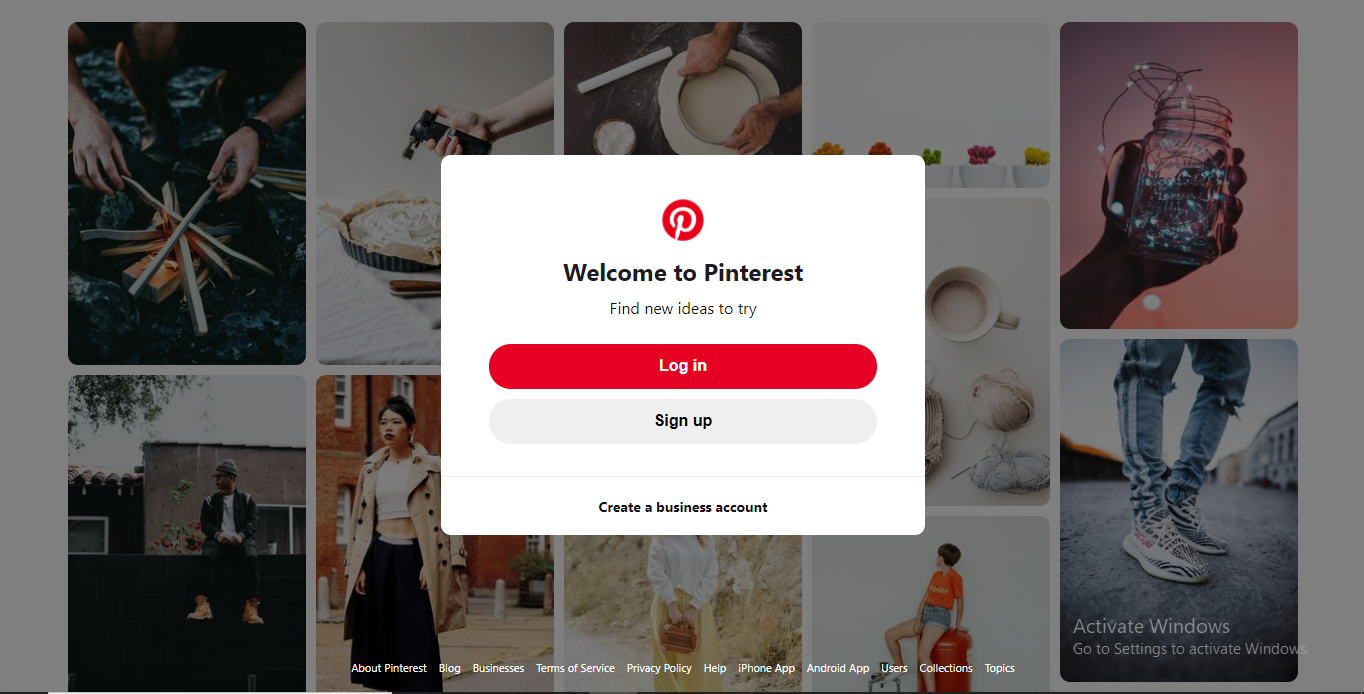 Welcome to Pinterest
Find new ideas to try
Log in
Sign up
Create a business account
Activate Windows
Go to Settings to activate Windows.
About Pinterest Blog Businesses Terms of Service Privacy Policy Help iPhone App Android App Users Collections Topics